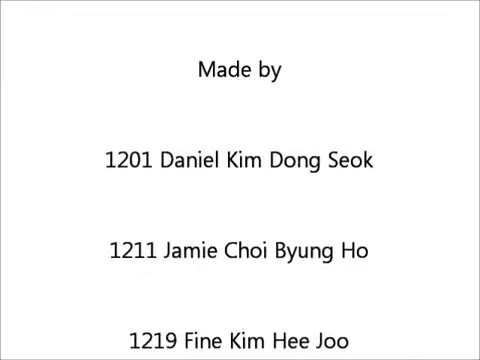 Made by
1201 Daniel Kim Dong Seok
1211 Jamie Choi Byung Ho
1219 Fine Kim Hee Joo